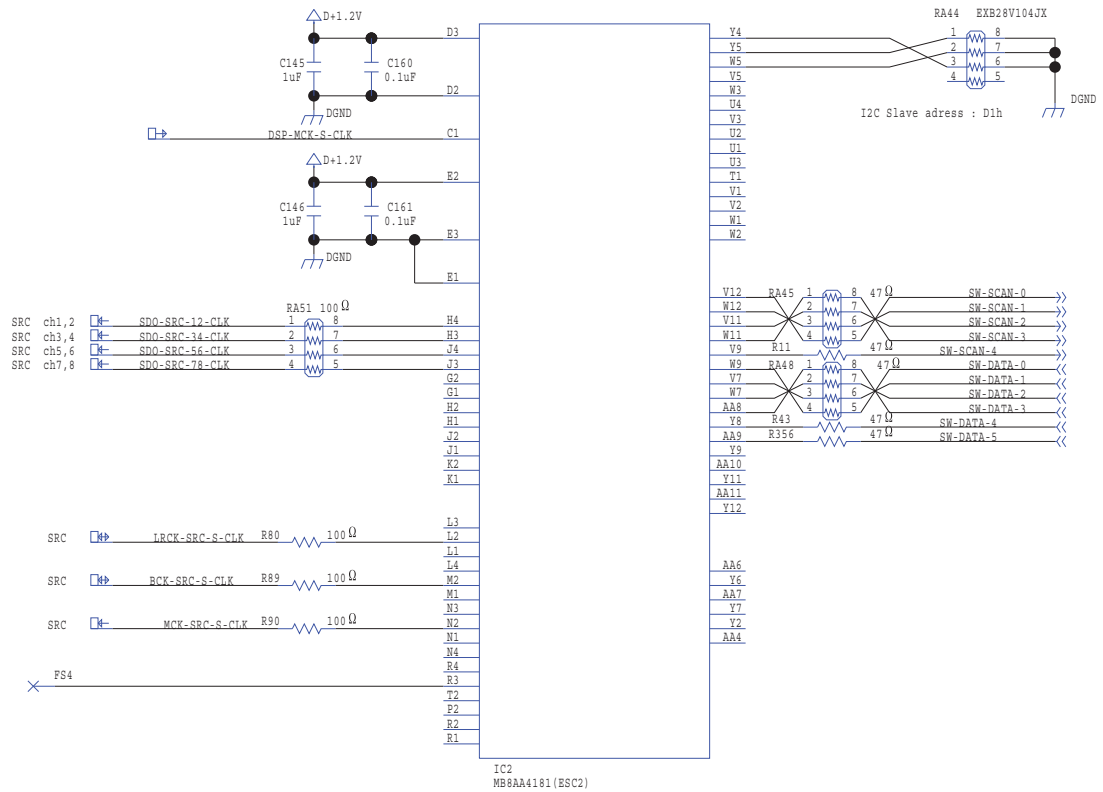 D+1.2V
C145
1uF
C160
0.1uF
DGND
DSP-MCK-S-CLK
D+1.2V
C146
1uF
C161
0.1uF
DGND
RA51 100Ω
SRC ch1,2 SDO-SRC-12-CLK 1 8
SRC ch3,4 SDO-SRC-34-CLK 2 7
SRC ch5,6 SDO-SRC-56-CLK 3 6
SRC ch7,8 SDO-SRC-78-CLK 4 5
SRC LRCK-SRC-S-CLK R80 100Ω
SRC BCK-SRC-S-CLK R89 100Ω
SRC MCK-SRC-S-CLK R90 100Ω
FS4
D3
D2
C1
E2
E3
E1
H4
H3
J4
J3
G2
G1
H2
H1
J2
J1
K2
K1
L3
L2
L1
L4
M2
M1
N3
N2
N1
N4
R4
R3
T2
P2
R2
R1
IC2
MB8AA4181(ESC2)
Y4
Y5
W5
V5
W3
U4
V3
U2
U1
U3
T1
V1
V2
W1
W2
V12
W12
V11
W11
V9
W9
V7
W7
AA8
Y8
AA9
Y9
AA10
Y11
AA11
Y12
AA6
Y6
AA7
Y7
Y2
AA4
RA44 EXB28V104JX
1 8
2 7
3 6
4 5
DGND
I2C Slave adress : D1h
RA45 1 8 47Ω SW-SCAN-0
2 7 SW-SCAN-1
3 6 SW-SCAN-2
4 5 SW-SCAN-3
R11 47Ω SW-SCAN-4
RA48 1 8 47Ω SW-DATA-0
2 7 SW-DATA-1
3 6 SW-DATA-2
4 5 SW-DATA-3
R43 47Ω SW-DATA-4
R356 47Ω SW-DATA-5